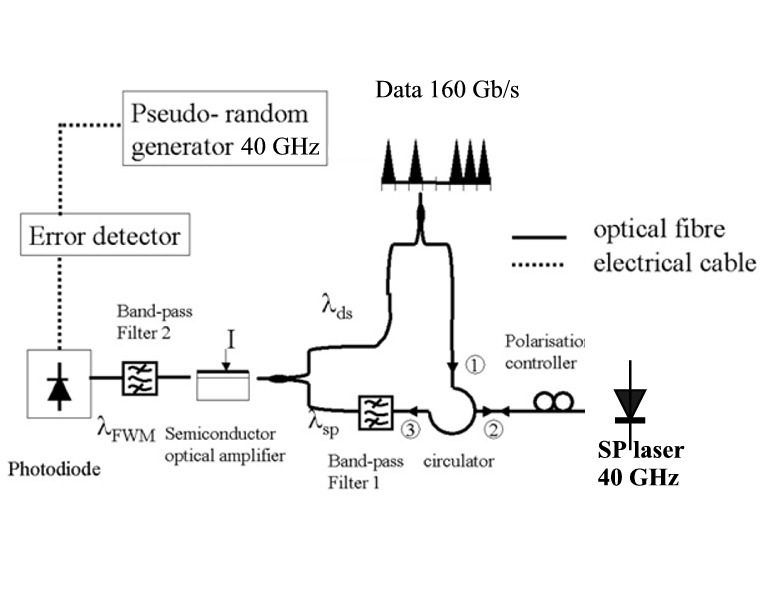 Data 160 Gb/s
Pseudo- random
generator 40 GHz
Error detector
optical fibre
electrical cable
λds
Band-pass
Filter 2
I
Polarisation
controller
①
λFWM
Semiconductor
optical amplifier
λsp
③
②
Photodiode
Band-pass
Filter 1
circulator
SP laser
40 GHz